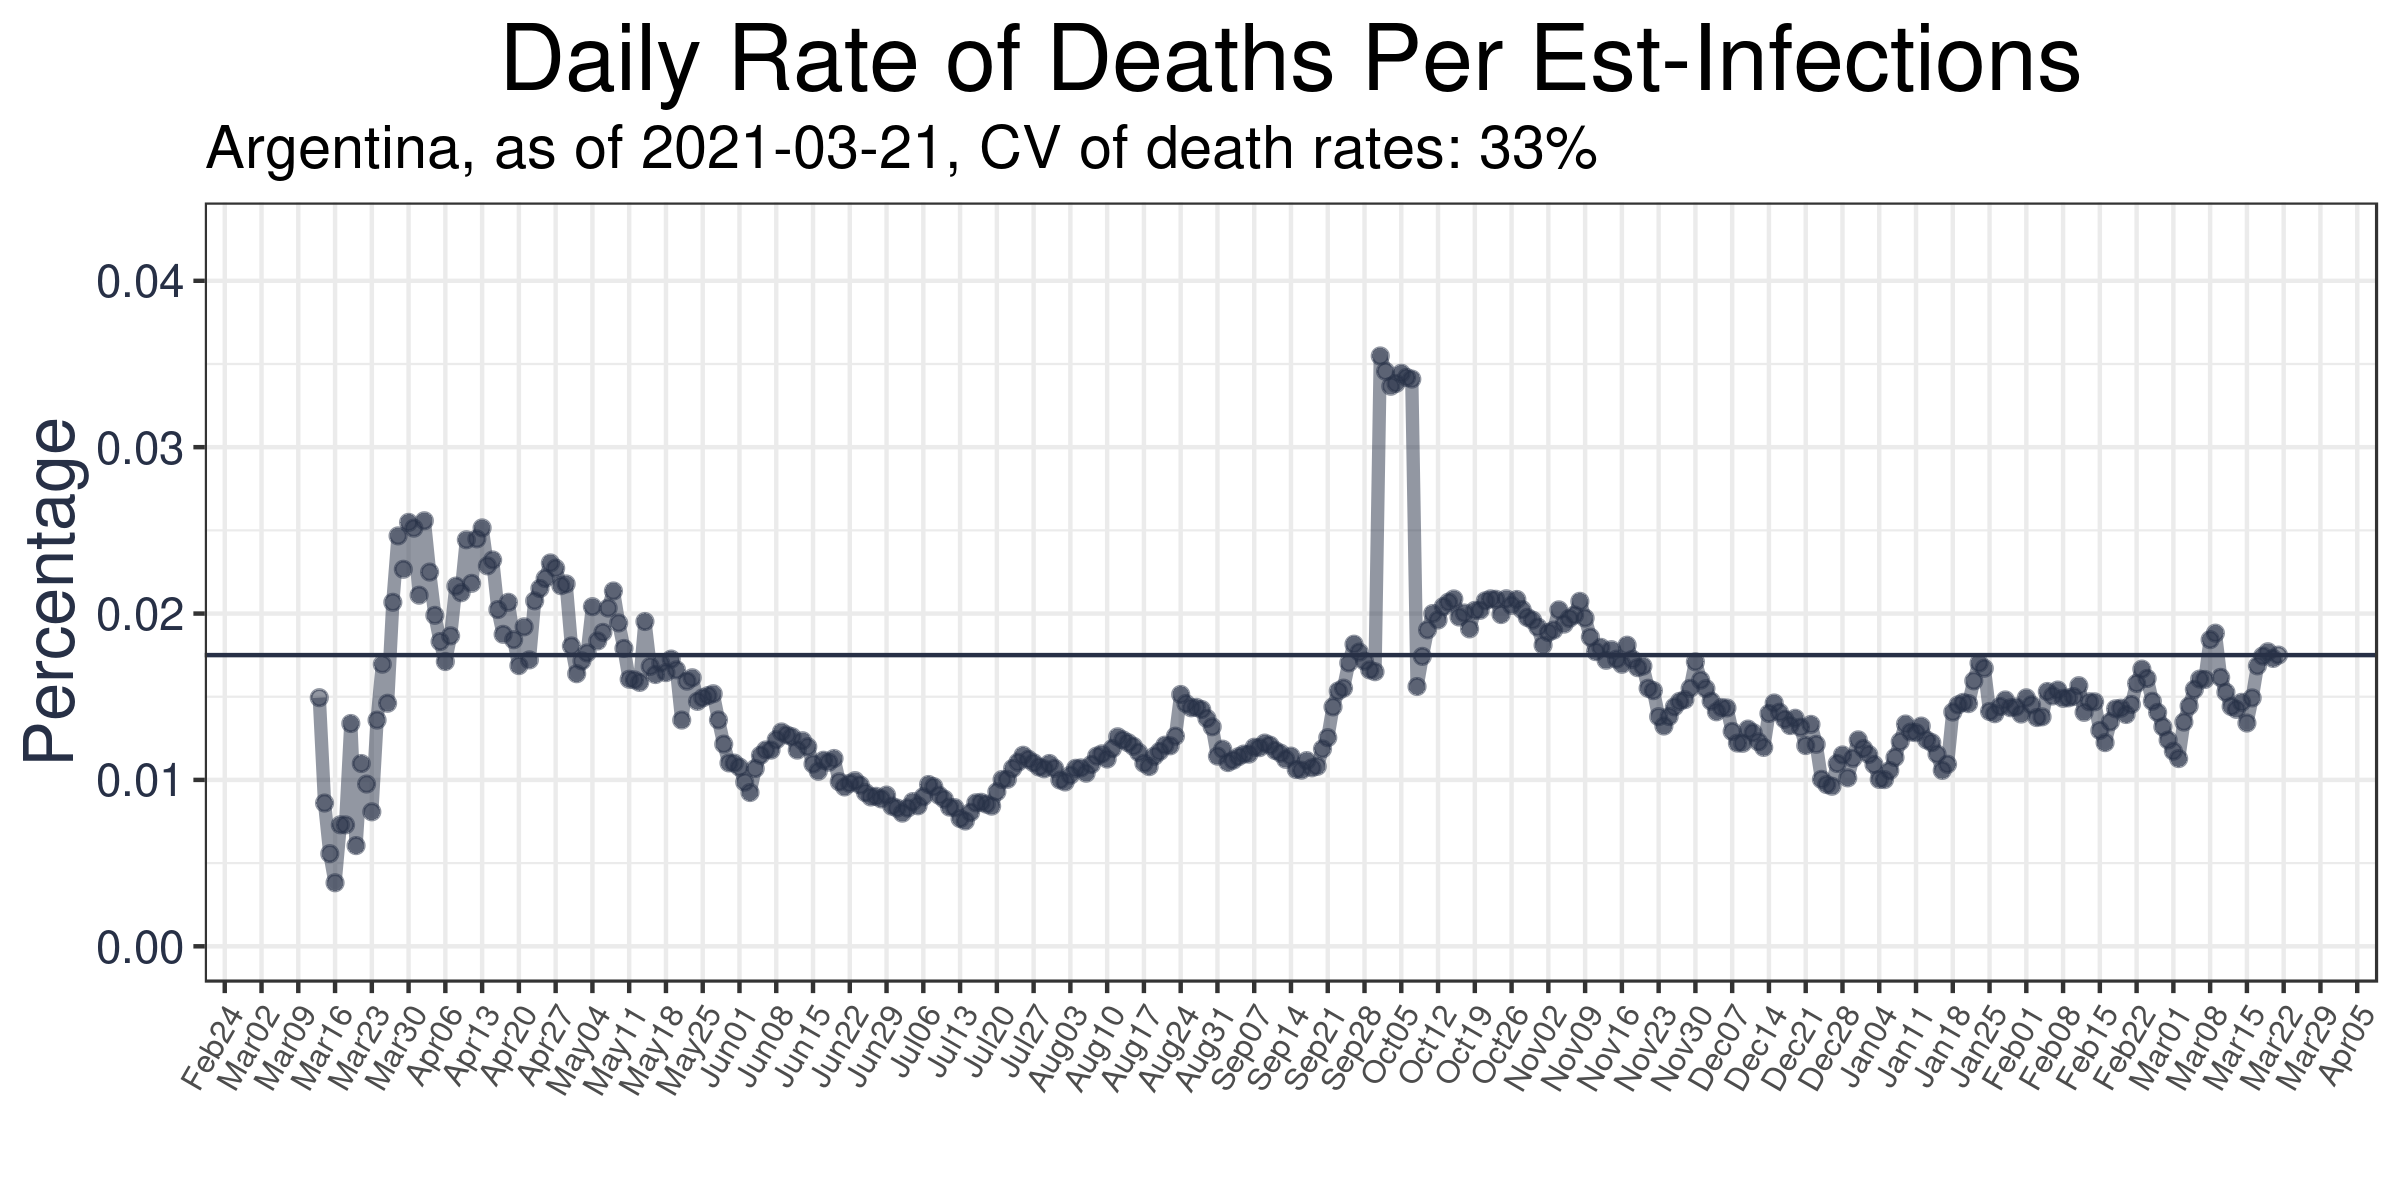 Daily Rate of Deaths Per Est-Infections
Argentina, as of 2021-03-21, CV of death rates: 33%
Percentage
0.04
0.03
0.02
0.01
0.00
Feb24
Mar02
Mar09
Mar16
Mar23
Mar30
Apr06
Apr13
Apr20
Apr27
May04
May11
May18
May25
Jun01
Jun08
Jun15
Jun22
Jun29
Jul06
Jul13
Jul20
Jul27
Aug03
Aug10
Aug17
Aug24
Aug31
Sep07
Sep14
Sep21
Sep28
Oct05
Oct12
Oct19
Oct26
Nov02
Nov09
Nov16
Nov23
Nov30
Dec07
Dec14
Dec21
Dec28
Jan04
Jan11
Jan18
Jan25
Feb01
Feb08
Feb15
Feb22
Mar01
Mar08
Mar15
Mar22
Mar29
Apr05